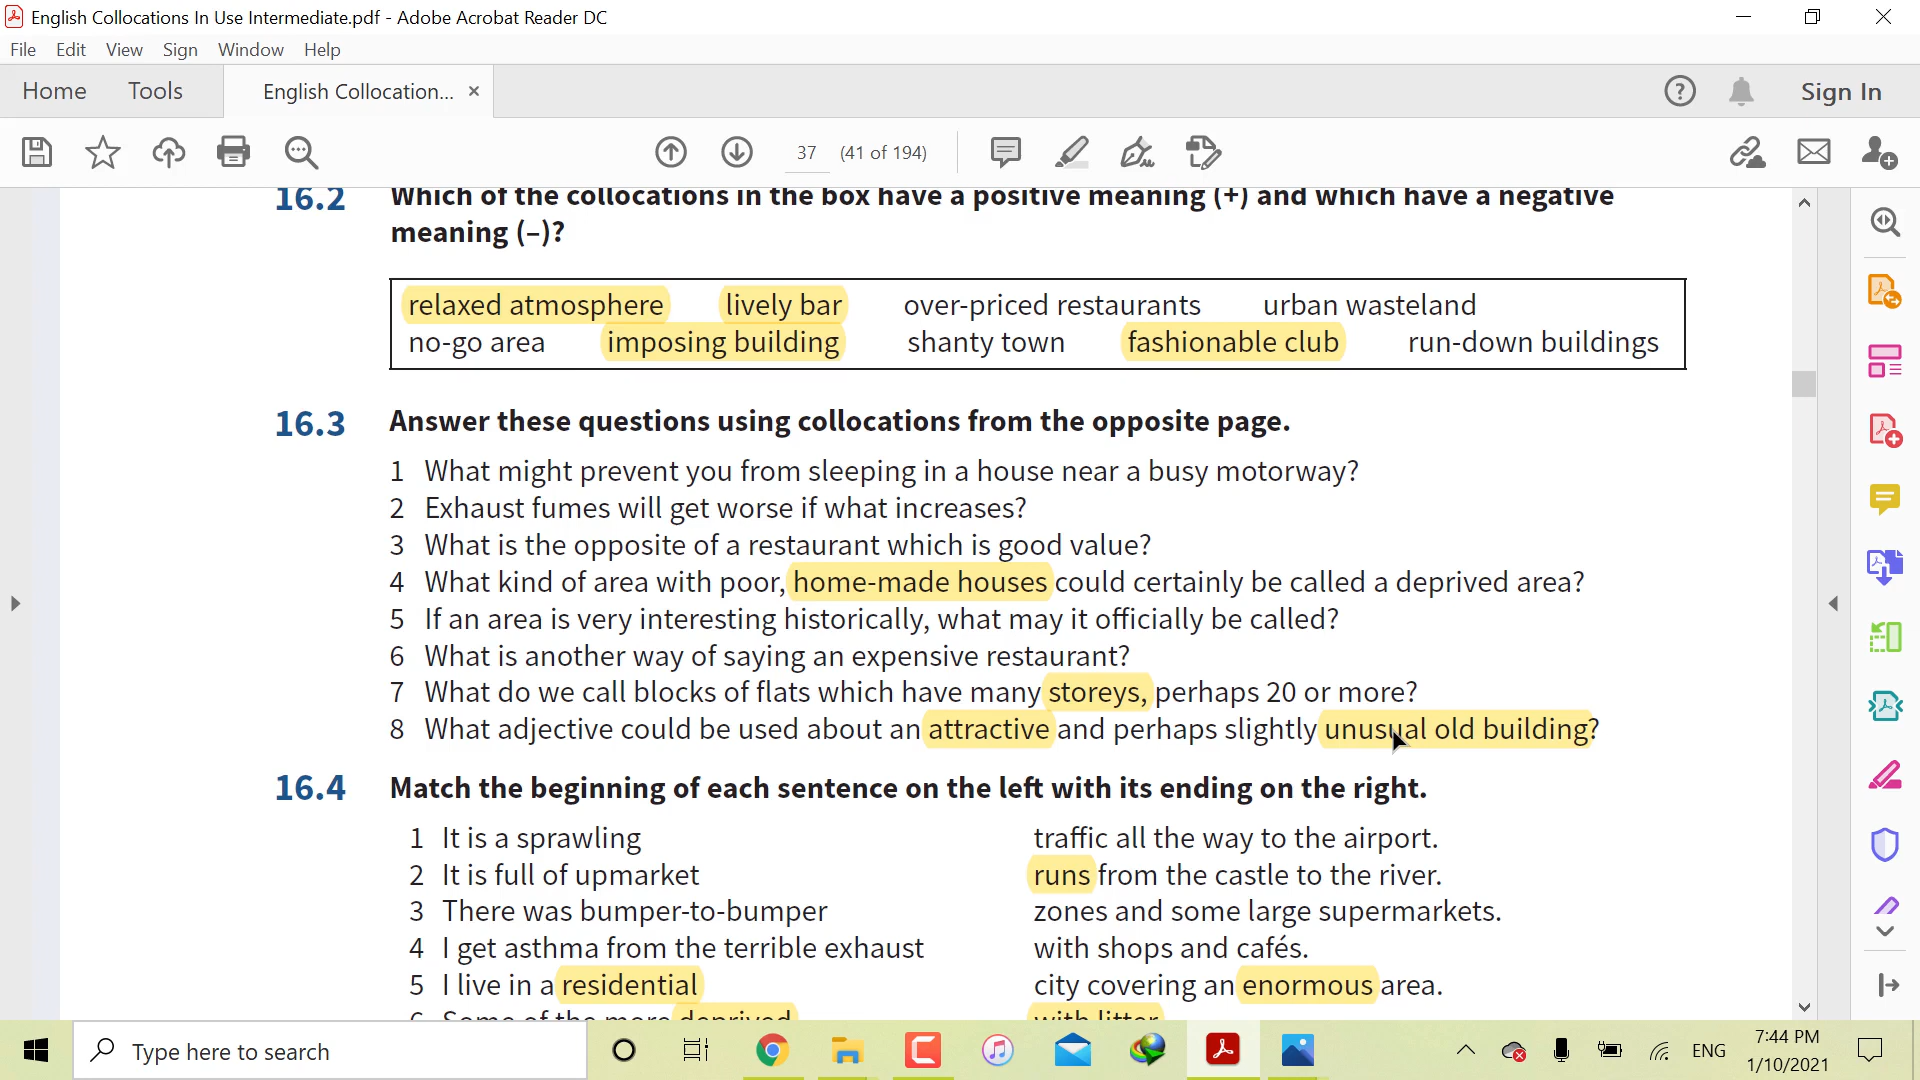 English Collocations In Use Intermediate.pdf - Adobe Acrobat Reader DC
File Edit View Sign Window Help
Home Tools English Collocation... × Sign In
37 (41 of 194)
16.2 Which of the collocations in the box have a positive meaning (+) and which have a negative
meaning (–)?
relaxed atmosphere lively bar over-priced restaurants urban wasteland
no-go area imposing building shanty town fashionable club run-down buildings
16.3 Answer these questions using collocations from the opposite page.
1 What might prevent you from sleeping in a house near a busy motorway?
2 Exhaust fumes will get worse if what increases?
3 What is the opposite of a restaurant which is good value?
4 What kind of area with poor, home-made houses could certainly be called a deprived area?
5 If an area is very interesting historically, what may it officially be called?
6 What is another way of saying an expensive restaurant?
7 What do we call blocks of flats which have many storeys, perhaps 20 or more?
8 What adjective could be used about an attractive and perhaps slightly unusual old building?
16.4 Match the beginning of each sentence on the left with its ending on the right.
1 It is a sprawling traffic all the way to the airport.
2 It is full of upmarket runs from the castle to the river.
3 There was bumper-to-bumper zones and some large supermarkets.
4 I get asthma from the terrible exhaust with shops and cafés.
5 I live in a residential city covering an enormous area.
6 Some of the more deprived with litter
Type here to search ENG 7:44 PM
1/10/2021